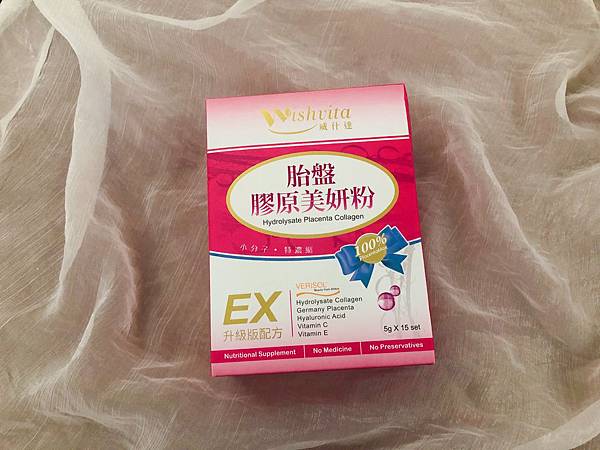 Wishvita
威仕達
胎盤
膠原美妍粉
Hydrolysate Placenta Collagen
小分子・特濃縮
100%
EX
升級版配方
VERISOL
Hydrolysate Collagen
Germany Placenta
Hyaluronic Acid
Vitamin C
Vitamin E
5g X 15 set
Nutritional Supplement
No Medicine
No Preservatives